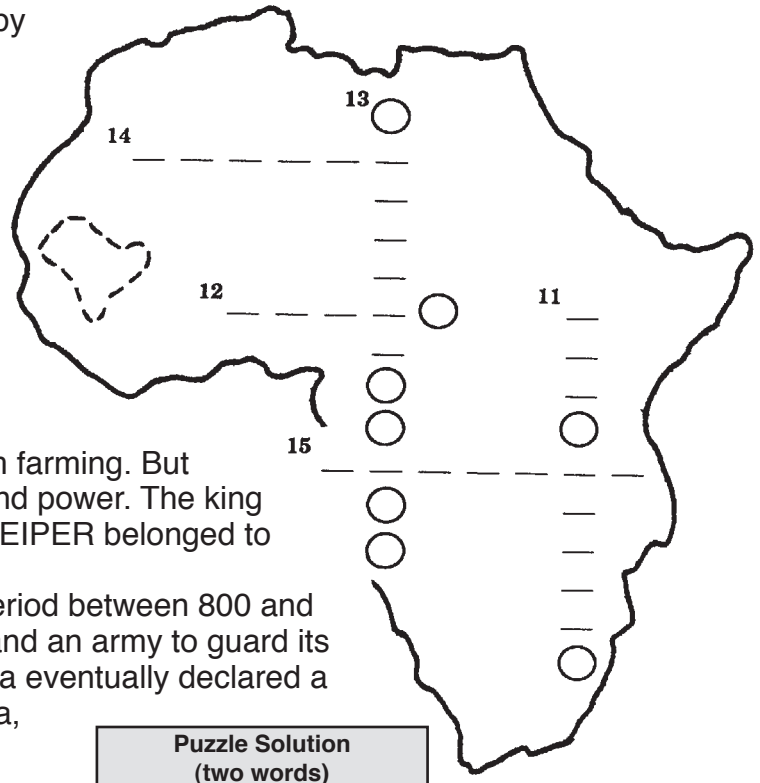 by
13
14
12
11
15
n farming. But
nd power. The king
EIPER belonged to
eriod between 800 and
and an army to guard its
a eventually declared a
a,
Puzzle Solution
(two words)